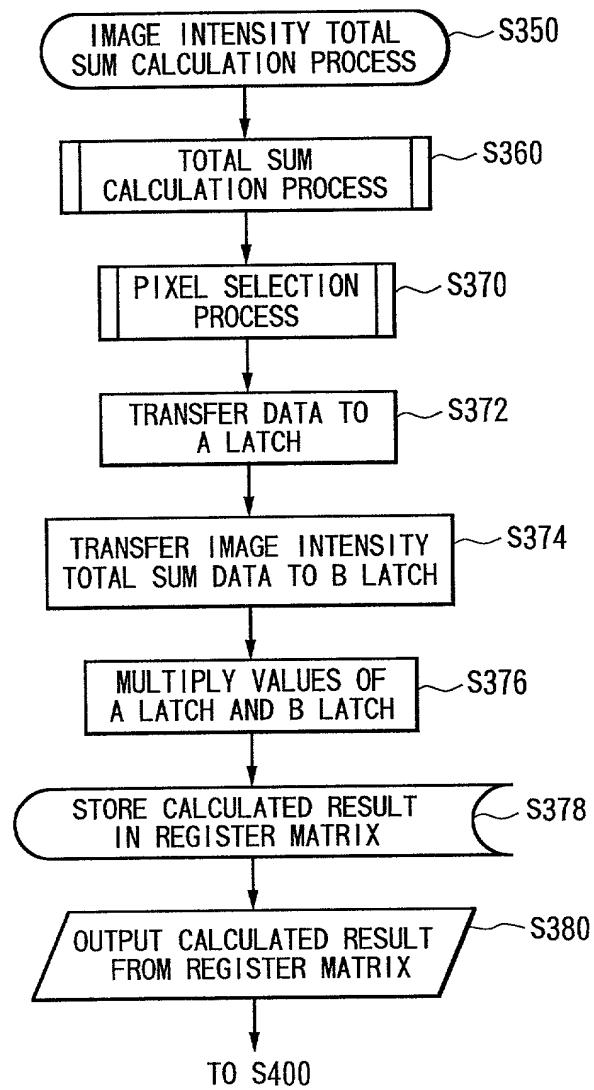 IMAGE INTENSITY TOTAL
SUM CALCULATION PROCESS
S350
TOTAL SUM
CALCULATION PROCESS
S360
PIXEL SELECTION
PROCESS
S370
TRANSFER DATA TO
A LATCH
S372
TRANSFER IMAGE INTENSITY
TOTAL SUM DATA TO B LATCH
S374
MULTIPLY VALUES OF
A LATCH AND B LATCH
S376
STORE CALCULATED RESULT
IN REGISTER MATRIX
S378
OUTPUT CALCULATED RESULT
FROM REGISTER MATRIX
S380
TO S400